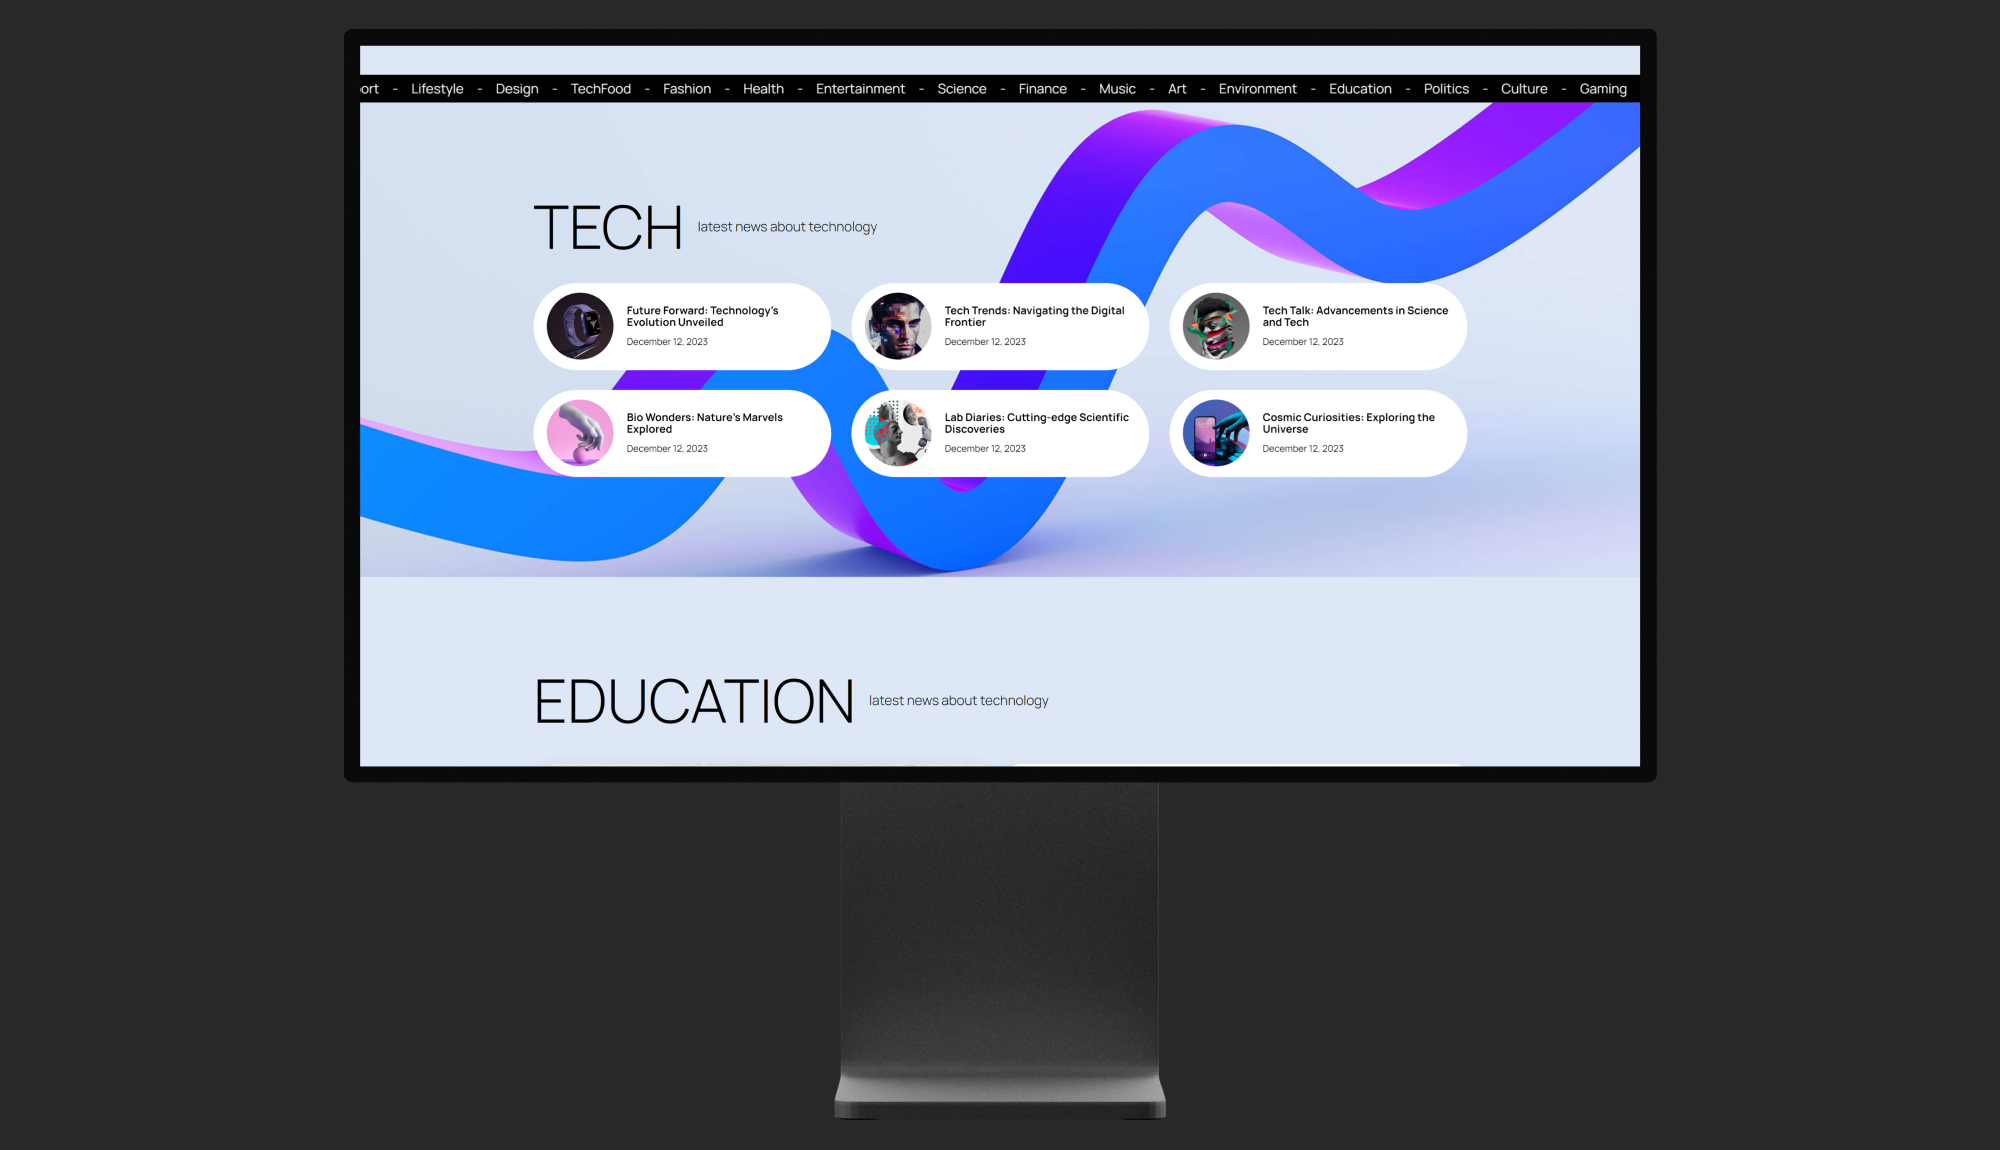 ort - Lifestyle - Design - TechFood - Fashion - Health - Entertainment - Science - Finance - Music - Art - Environment - Education - Politics - Culture - Gaming
TECH latest news about technology
Future Forward: Technology's
Evolution Unveiled
December 12, 2023
Tech Trends: Navigating the Digital
Frontier
December 12, 2023
Tech Talk: Advancements in Science
and Tech
December 12, 2023
Bio Wonders: Nature's Marvels
Explored
December 12, 2023
Lab Diaries: Cutting-edge Scientific
Discoveries
December 12, 2023
Cosmic Curiosities: Exploring the
Universe
December 12, 2023
EDUCATION latest news about technology